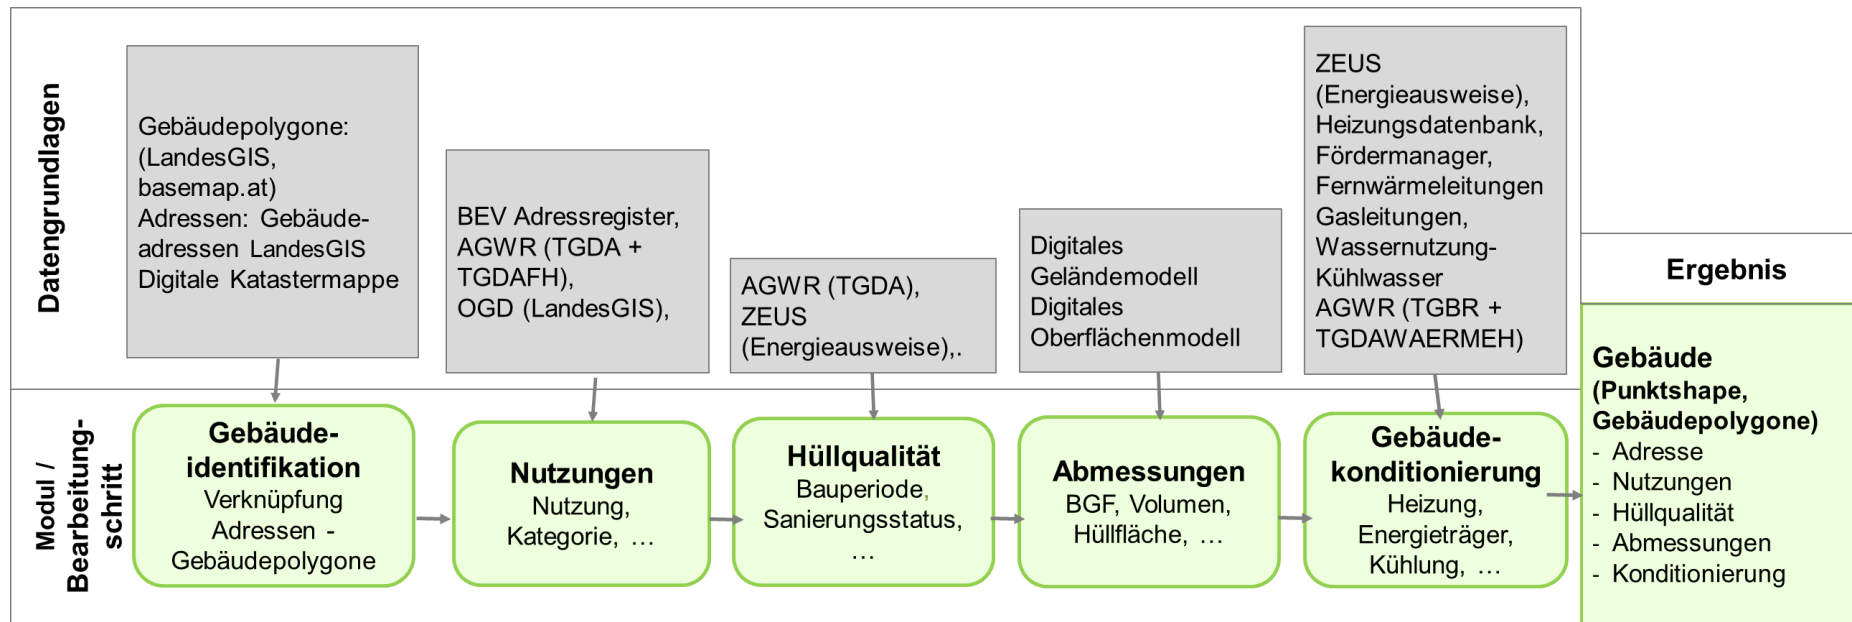 Datengrundlagen
Gebäudepolygone:
(LandesGIS,
basemap.at)
Adressen: Gebäude-
adressen LandesGIS
Digitale Katastermappe
BEV Adressregister,
AGWR (TGDA +
TGDAFH),
OGD (LandesGIS),
AGWR (TGDA),
ZEUS
(Energieausweise),.
Digitales
Geländemodell
Digitales
Oberflächenmodell
ZEUS
(Energieausweise),
Heizungsdatenbank,
Fördermanager,
Fernwärmeleitungen
Gasleitungen,
Wassernutzung-
Kühlwasser
AGWR (TGBR +
TGDAWAERMEH)
Modul /
Bearbeitung-
schritt
Gebäude-
identifikation
Verknüpfung
Adressen -
Gebäudepolygone
Nutzungen
Nutzung,
Kategorie, …
Hüllqualität
Bauperiode,
Sanierungsstatus,
…
Abmessungen
BGF, Volumen,
Hüllfläche, …
Gebäude-
konditionierung
Heizung,
Energieträger,
Kühlung, …
Ergebnis
Gebäude
(Punktshape,
Gebäudepolygone)
- Adresse
- Nutzungen
- Hüllqualität
- Abmessungen
- Konditionierung